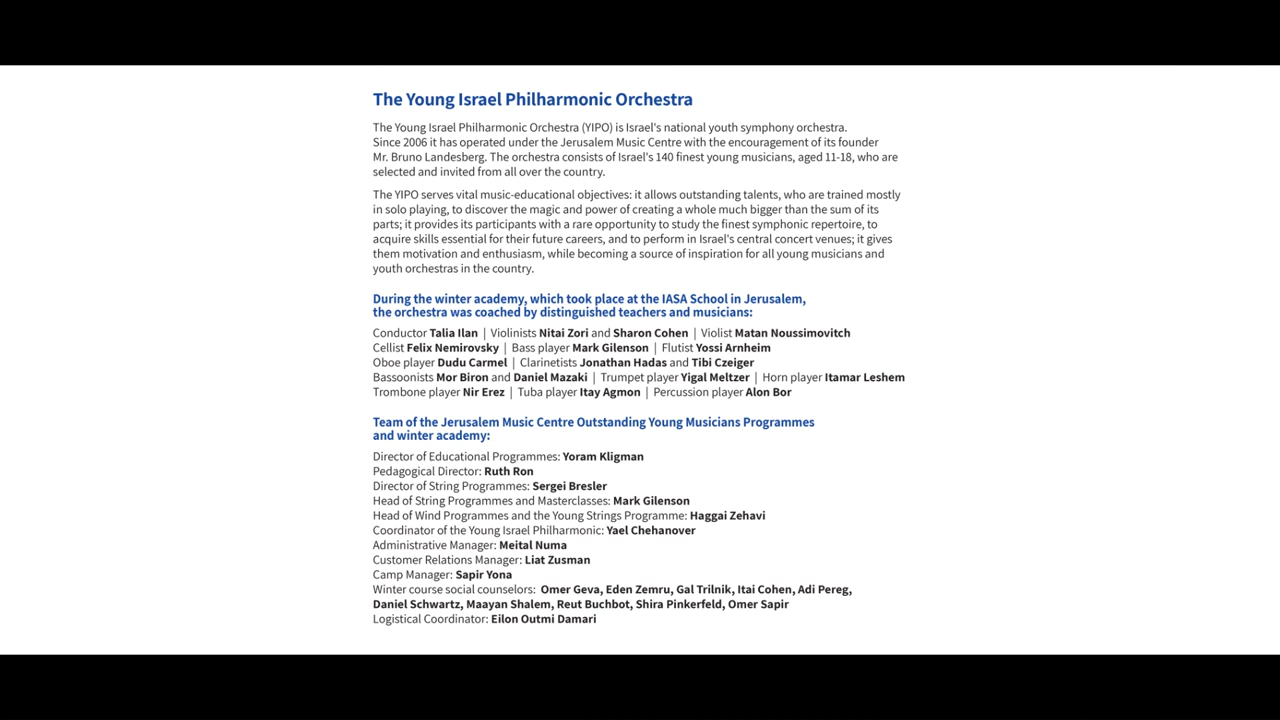 The Young Israel Philharmonic Orchestra
The Young Israel Philharmonic Orchestra (YIPO) is Israel's national youth symphony orchestra.
Since 2006 it has operated under the Jerusalem Music Centre with the encouragement of its founder
Mr. Bruno Landesberg. The orchestra consists of Israel's 140 finest young musicians, aged 11-18, who are
selected and invited from all over the country.
The YIPO serves vital music-educational objectives: it allows outstanding talents, who are trained mostly
in solo playing, to discover the magic and power of creating a whole much bigger than the sum of its
parts; it provides its participants with a rare opportunity to study the finest symphonic repertoire, to
acquire skills essential for their future careers, and to perform in Israel's central concert venues; it gives
them motivation and enthusiasm, while becoming a source of inspiration for all young musicians and
youth orchestras in the country.
During the winter academy, which took place at the IASA School in Jerusalem,
the orchestra was coached by distinguished teachers and musicians:
Conductor Talia Ilan | Violinists Nitai Zori and Sharon Cohen | Violist Matan Noussimovitch
Cellist Felix Nemirovsky | Bass player Mark Gilenson | Flutist Yossi Arnheim
Oboe player Dudu Carmel | Clarinetists Jonathan Hadas and Tibi Czeiger
Bassoonists Mor Biron and Daniel Mazaki | Trumpet player Yigal Meltzer | Horn player Itamar Leshem
Trombone player Nir Erez | Tuba player Itay Agmon | Percussion player Alon Bor
Team of the Jerusalem Music Centre Outstanding Young Musicians Programmes
and winter academy:
Director of Educational Programmes: Yoram Kligman
Pedagogical Director: Ruth Ron
Director of String Programmes: Sergei Bresler
Head of String Programmes and Masterclasses: Mark Gilenson
Head of Wind Programmes and the Young Strings Programme: Haggai Zehavi
Coordinator of the Young Israel Philharmonic: Yael Chehanover
Administrative Manager: Meital Numa
Customer Relations Manager: Liat Zusman
Camp Manager: Sapir Yona
Winter course social counselors: Omer Geva, Eden Zemru, Gal Trilnik, Itai Cohen, Adi Pereg,
Daniel Schwartz, Maayan Shalem, Reut Buchbot, Shira Pinkerfeld, Omer Sapir
Logistical Coordinator: Eilon Outmi Damari